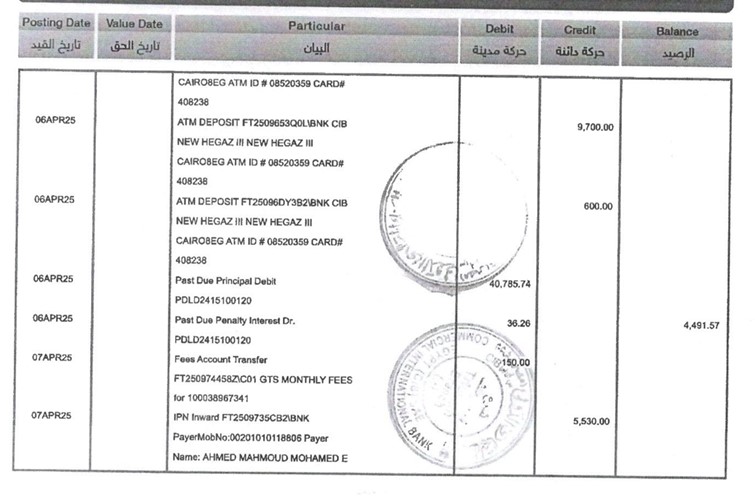 Posting Date Value Date Particular Debit Credit Balance
تاريخ القيد تاريخ الحق البيان حركة مدينة حركة دائنة الرصيد
CAIRO8EG ATM ID # 08520359 CARD#
408238
06APR25 ATM DEPOSIT FT2509653Q0L\BNK CIB 9,700.00
NEW HEGAZ III NEW HEGAZ III
CAIRO8EG ATM ID # 08520359 CARD#
408238
06APR25 ATM DEPOSIT FT25096DY3B2\BNK CIB 600.00
NEW HEGAZ III NEW HEGAZ III
CAIRO8EG ATM ID # 08520359 CARD#
408238
06APR25 Past Due Principal Debit 40,785.74
PDLD2415100120
06APR25 Past Due Penalty Interest Dr. 36.26 4,491.57
PDLD2415100120
07APR25 Fees Account Transfer 150.00
FT250974458Z\C01 GTS MONTHLY FEES
for 100038967341
07APR25 IPN Inward FT2509735CB2\BNK 5,530.00
PayerMobNo:00201010118806 Payer
Name: AHMED MAHMOUD MOHAMED E
COMMERCIAL INTERNATIONAL BANK